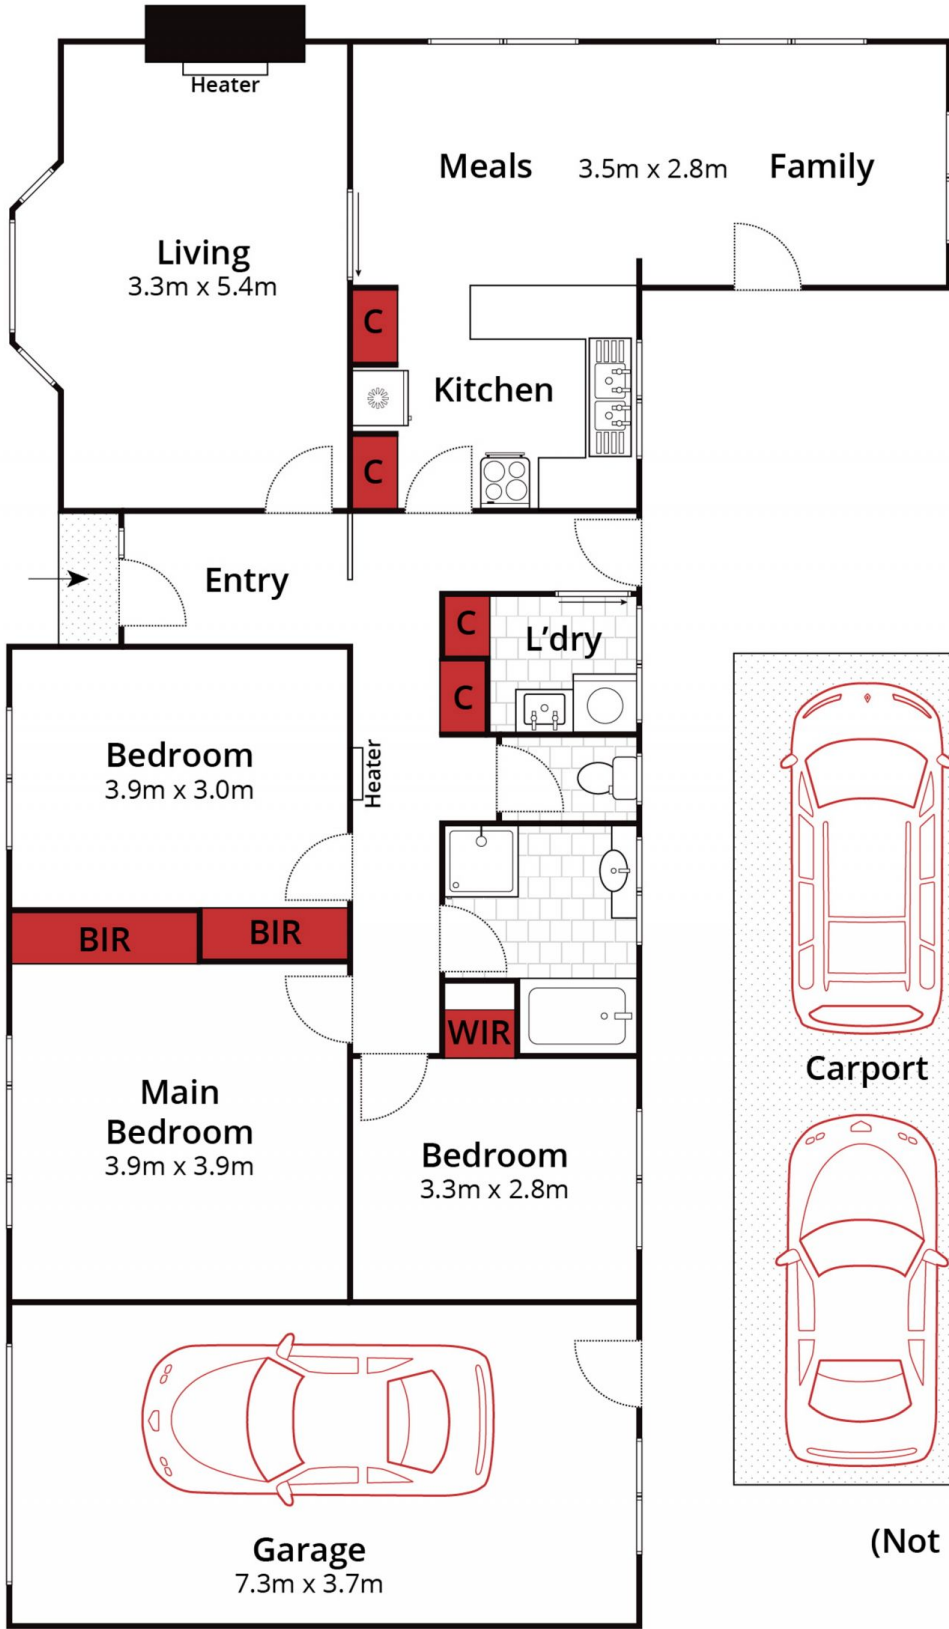 Heater
Meals 3.5m x 2.8m Family
Living
3.3m x 5.4m
C
Kitchen
C
Entry
C
L'dry
C
Bedroom
3.9m x 3.0m
Heater
BIR
BIR
WIR
Main
Bedroom
3.9m x 3.9m
Bedroom
3.3m x 2.8m
Carport
Garage
7.3m x 3.7m
(Not